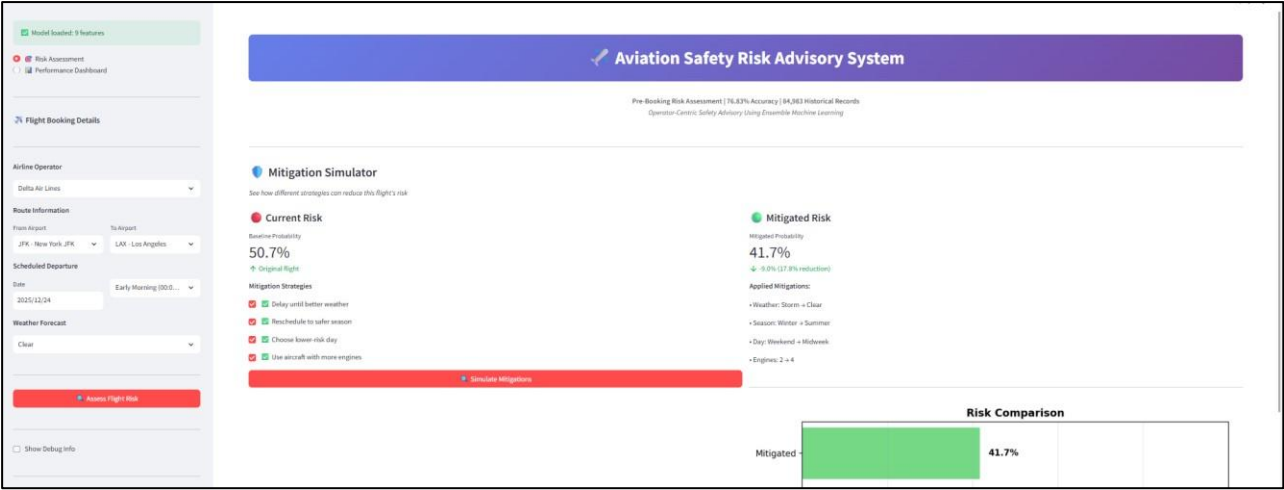 Model loaded: 9 features
Risk Assessment
Performance Dashboard
Flight Booking Details
Airline Operator
Delta Air Lines
Route Information
From Airport To Airport
JFK - New York JFK LAX - Los Angeles
Scheduled Departure
Date
2025/12/24
Early Morning (00:0...
Weather Forecast
Clear
Assess Flight Risk
Show Debug Info
Aviation Safety Risk Advisory System
Pre-Booking Risk Assessment | 76.83% Accuracy | 84,983 Historical Records
Operator-Centric Safety Advisory Using Ensemble Machine Learning
Mitigation Simulator
See how different strategies can reduce this flight's risk
Current Risk
Baseline Probability
50.7%
↑ Original flight
Mitigation Strategies
Delay until better weather
Reschedule to safer season
Choose lower-risk day
Use aircraft with more engines
Simulate Mitigations
Mitigated Risk
Mitigated Probability
41.7%
↓ -9.0% (17.8% reduction)
Applied Mitigations:
• Weather: Storm → Clear
• Season: Winter → Summer
• Day: Weekend → Midweek
• Engines: 2 → 4
Risk Comparison
Mitigated
41.7%